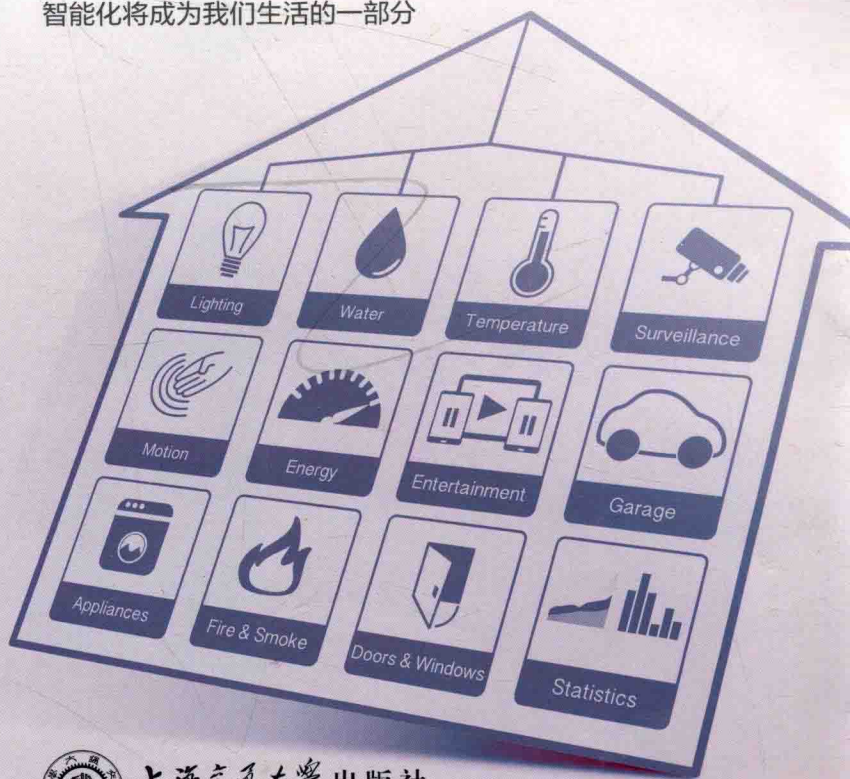 智能化将成为我们生活的一部分
Lighting
Water
Temperature
Surveillance
Motion
Energy
Entertainment
Garage
Appliances
Fire & Smoke
Doors & Windows
Statistics
上海交通大学出版社